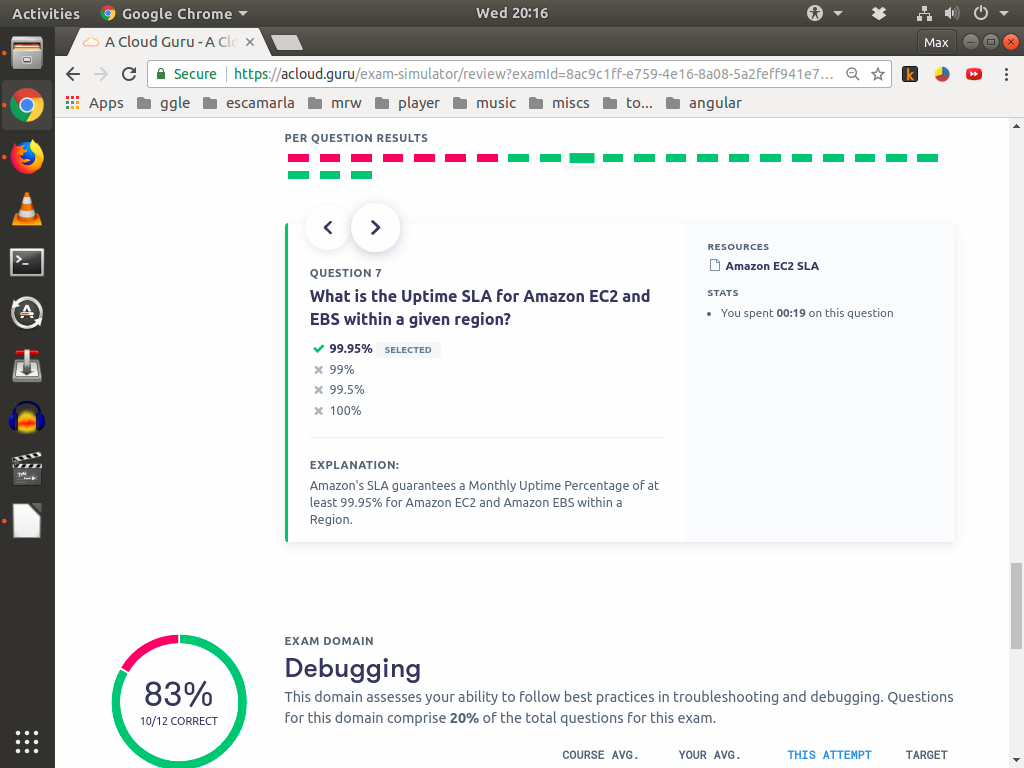 Activities
Google Chrome
Wed 20:16
A Cloud Guru - A Clo
Max
Secure
https://acloud.guru/exam-simulator/review?examId=8ac9c1ff-e759-4e16-8a08-5a2feff941e7...
Apps
ggle
escamarla
mrw
player
music
miscs
to...
angular
PER QUESTION RESULTS
QUESTION 7
What is the Uptime SLA for Amazon EC2 and
EBS within a given region?
99.95% SELECTED
99%
99.5%
100%
EXPLANATION:
Amazon's SLA guarantees a Monthly Uptime Percentage of at
least 99.95% for Amazon EC2 and Amazon EBS within a
Region.
RESOURCES
Amazon EC2 SLA
STATS
You spent 00:19 on this question
83%
10/12 CORRECT
EXAM DOMAIN
Debugging
This domain assesses your ability to follow best practices in troubleshooting and debugging. Questions
for this domain comprise 20% of the total questions for this exam.
COURSE AVG.
YOUR AVG.
THIS ATTEMPT
TARGET